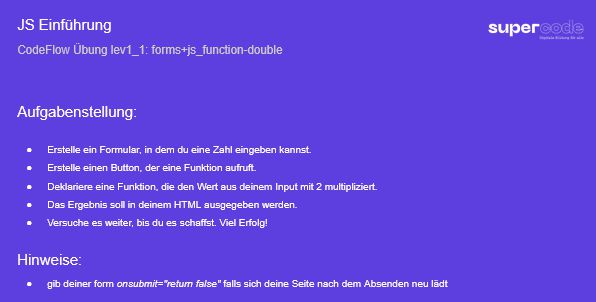 JS Einführung
supercode
Digitale Bildung für alle
CodeFlow Übung lev1_1: forms+js_function-double
Aufgabenstellung:
● Erstelle ein Formular, in dem du eine Zahl eingeben kannst.
● Erstelle einen Button, der eine Funktion aufruft.
● Deklariere eine Funktion, die den Wert aus deinem Input mit 2 multipliziert.
● Das Ergebnis soll in deinem HTML ausgegeben werden.
● Versuche es weiter, bis du es schaffst. Viel Erfolg!
Hinweise:
● gib deiner form onsubmit="return false" falls sich deine Seite nach dem Absenden neu lädt